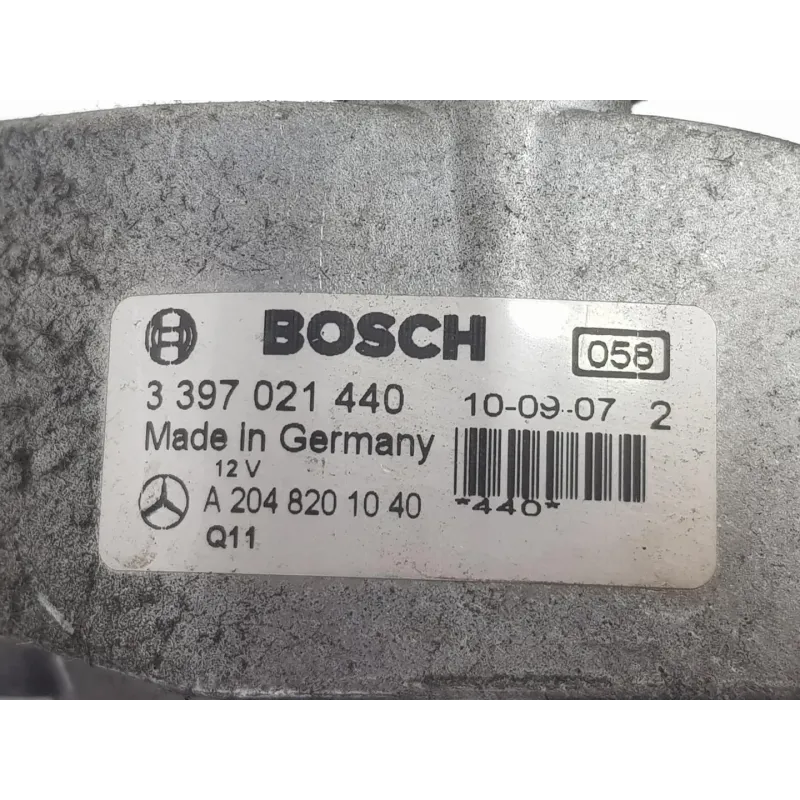 BOSCH 058
3 397 021 440 10-09-07 2
Made In Germany
12 V
A 204 820 10 40 *440*
Q11